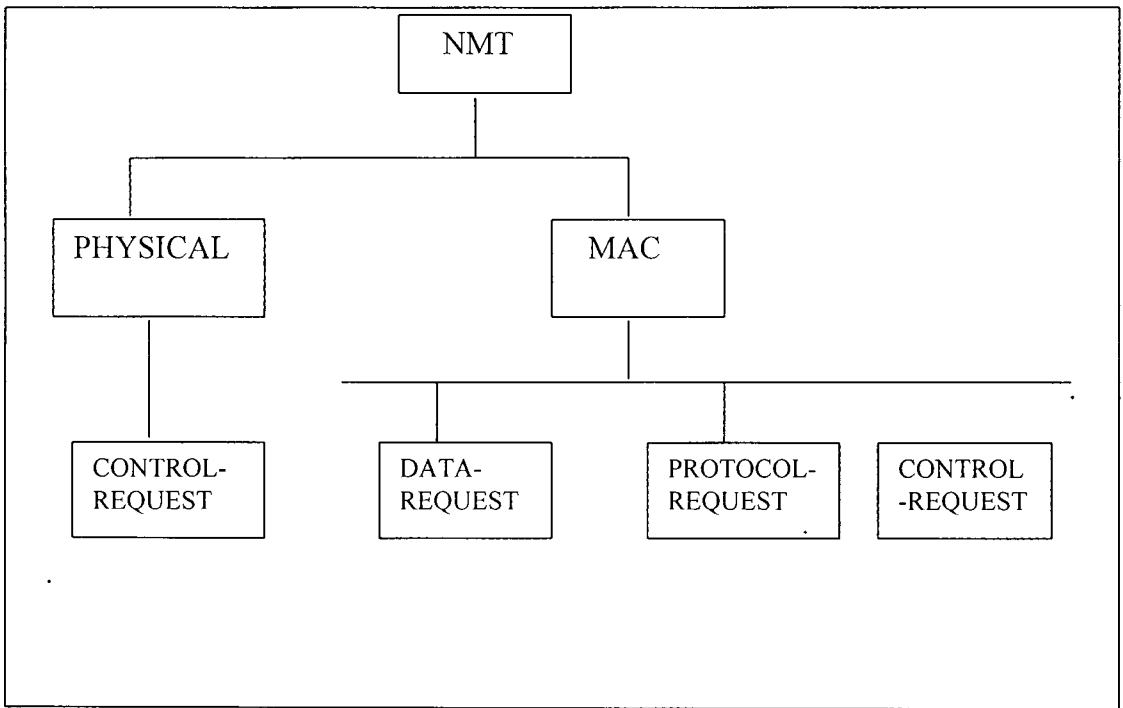 NMT
PHYSICAL
MAC
CONTROL-
REQUEST
DATA-
REQUEST
PROTOCOL-
REQUEST
CONTROL
-REQUEST